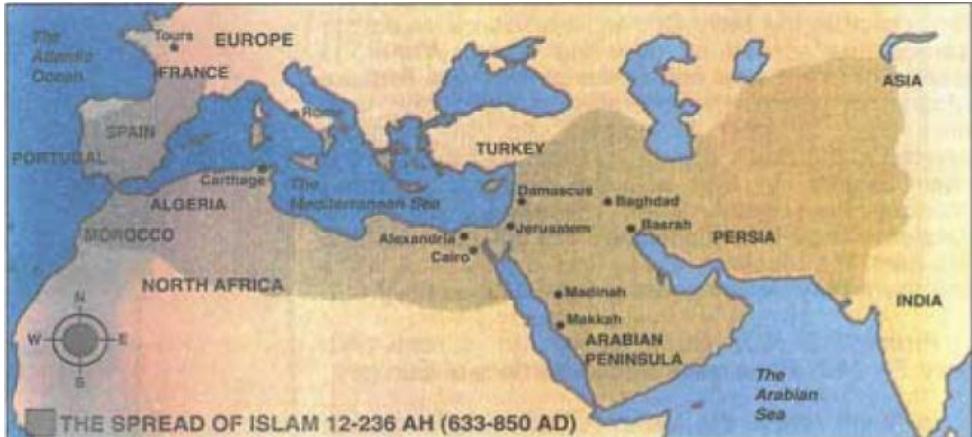 The
Atlantic
Ocean
Tours
EUROPE
FRANCE
ASIA
SPAIN
Rome
PORTUGAL
TURKEY
Carthage
The
Mediterranean Sea
Damascus
Baghdad
ALGERIA
MOROCCO
Alexandria
Jerusalem
Basrah
PERSIA
Cairo
NORTH AFRICA
Madinah
INDIA
N
W
E
S
Makkah
ARABIAN
PENINSULA
The
Arabian
Sea
THE SPREAD OF ISLAM 12-236 AH (633-850 AD)